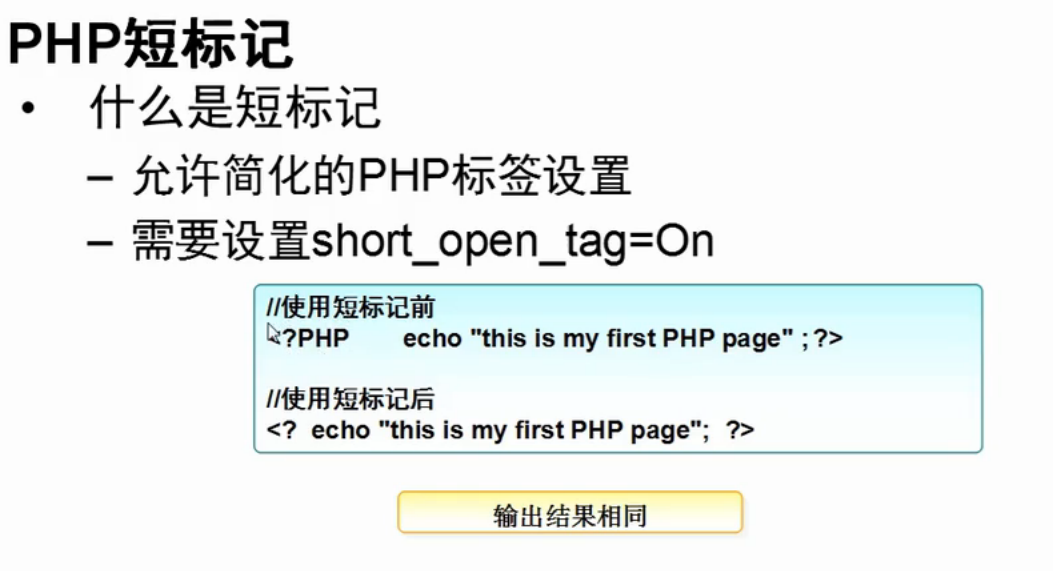 PHP短标记
• 什么是短标记
– 允许简化的PHP标签设置
– 需要设置short_open_tag=On
//使用短标记前
?PHP echo "this is my first PHP page" ; ?>
//使用短标记后
<? echo "this is my first PHP page"; ?>
输出结果相同